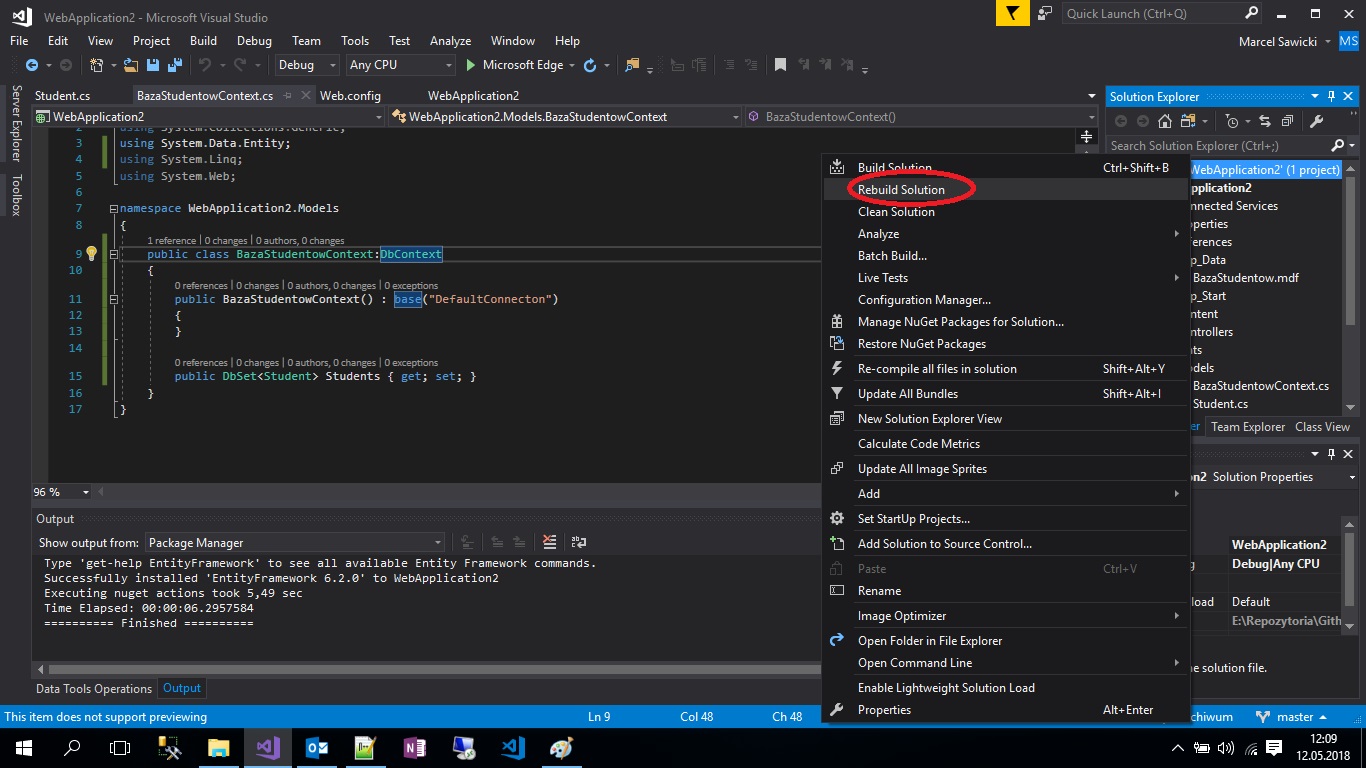 WebApplication2 - Microsoft Visual Studio
Quick Launch (Ctrl+Q)
File Edit View Project Build Debug Team Tools Test Analyze Window Help
Marcel Sawicki MS
Debug Any CPU Microsoft Edge
Server Explorer
Toolbox
Student.cs BazaStudentowContext.cs Web.config WebApplication2
WebApplication2 WebApplication2.Models.BazaStudentowContext BazaStudentowContext()
2 using System.Collections.Generic;
3 using System.Data.Entity;
4 using System.Linq;
5 using System.Web;
6
7 namespace WebApplication2.Models
8 {
1 reference | 0 changes | 0 authors, 0 changes
9 public class BazaStudentowContext:DbContext
10 {
0 references | 0 changes | 0 authors, 0 changes | 0 exceptions
11 public BazaStudentowContext() : base("DefaultConnecton")
12 {
13 }
14
0 references | 0 changes | 0 authors, 0 changes | 0 exceptions
15 public DbSet<Student> Students { get; set; }
16 }
17 }
96 %
Output
Show output from: Package Manager
Type 'get-help EntityFramework' to see all available Entity Framework commands.
Successfully installed 'EntityFramework 6.2.0' to WebApplication2
Executing nuget actions took 5,49 sec
Time Elapsed: 00:00:06.2957584
========== Finished ==========
Data Tools Operations Output
Build Solution Ctrl+Shift+B
Rebuild Solution
Clean Solution
Analyze
Batch Build...
Live Tests
Configuration Manager...
Manage NuGet Packages for Solution...
Restore NuGet Packages
Re-compile all files in solution Shift+Alt+Y
Update All Bundles Shift+Alt+I
New Solution Explorer View
Calculate Code Metrics
Update All Image Sprites
Add
Set StartUp Projects...
Add Solution to Source Control...
Paste Ctrl+V
Rename
Image Optimizer
Open Folder in File Explorer
Open Command Line
Enable Lightweight Solution Load
Properties Alt+Enter
Solution Explorer
Search Solution Explorer (Ctrl+;)
WebApplication2' (1 project)
pplication2
onnected Services
operties
ferences
p_Data
BazaStudentow.mdf
p_Start
ntent
ntrollers
nts
odels
BazaStudentowContext.cs
Student.cs
er Team Explorer Class View
n2 Solution Properties
WebApplication2
g Debug|Any CPU
load Default
E:\Repozytoria\Gith
ne solution file.
This item does not support previewing Ln 9 Col 48 Ch 48 chiwum master
12:09
12.05.2018